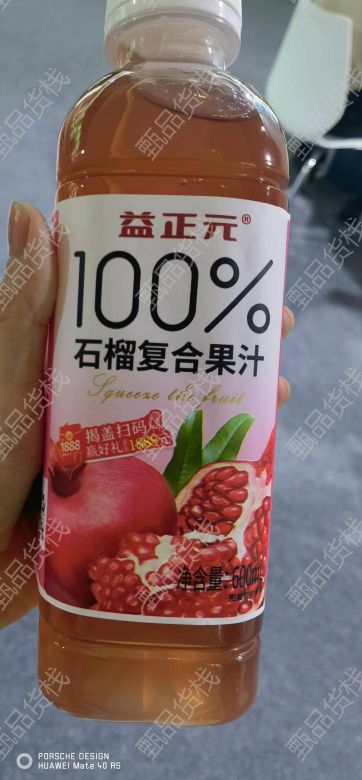 益正元®
100%
石榴复合果汁
Squeeze the fruit
揭盖扫码
赢好礼
1888
1888
净含量:600ml
甄品货栈
PORSCHE DESIGN
HUAWEI Mate 40 RS